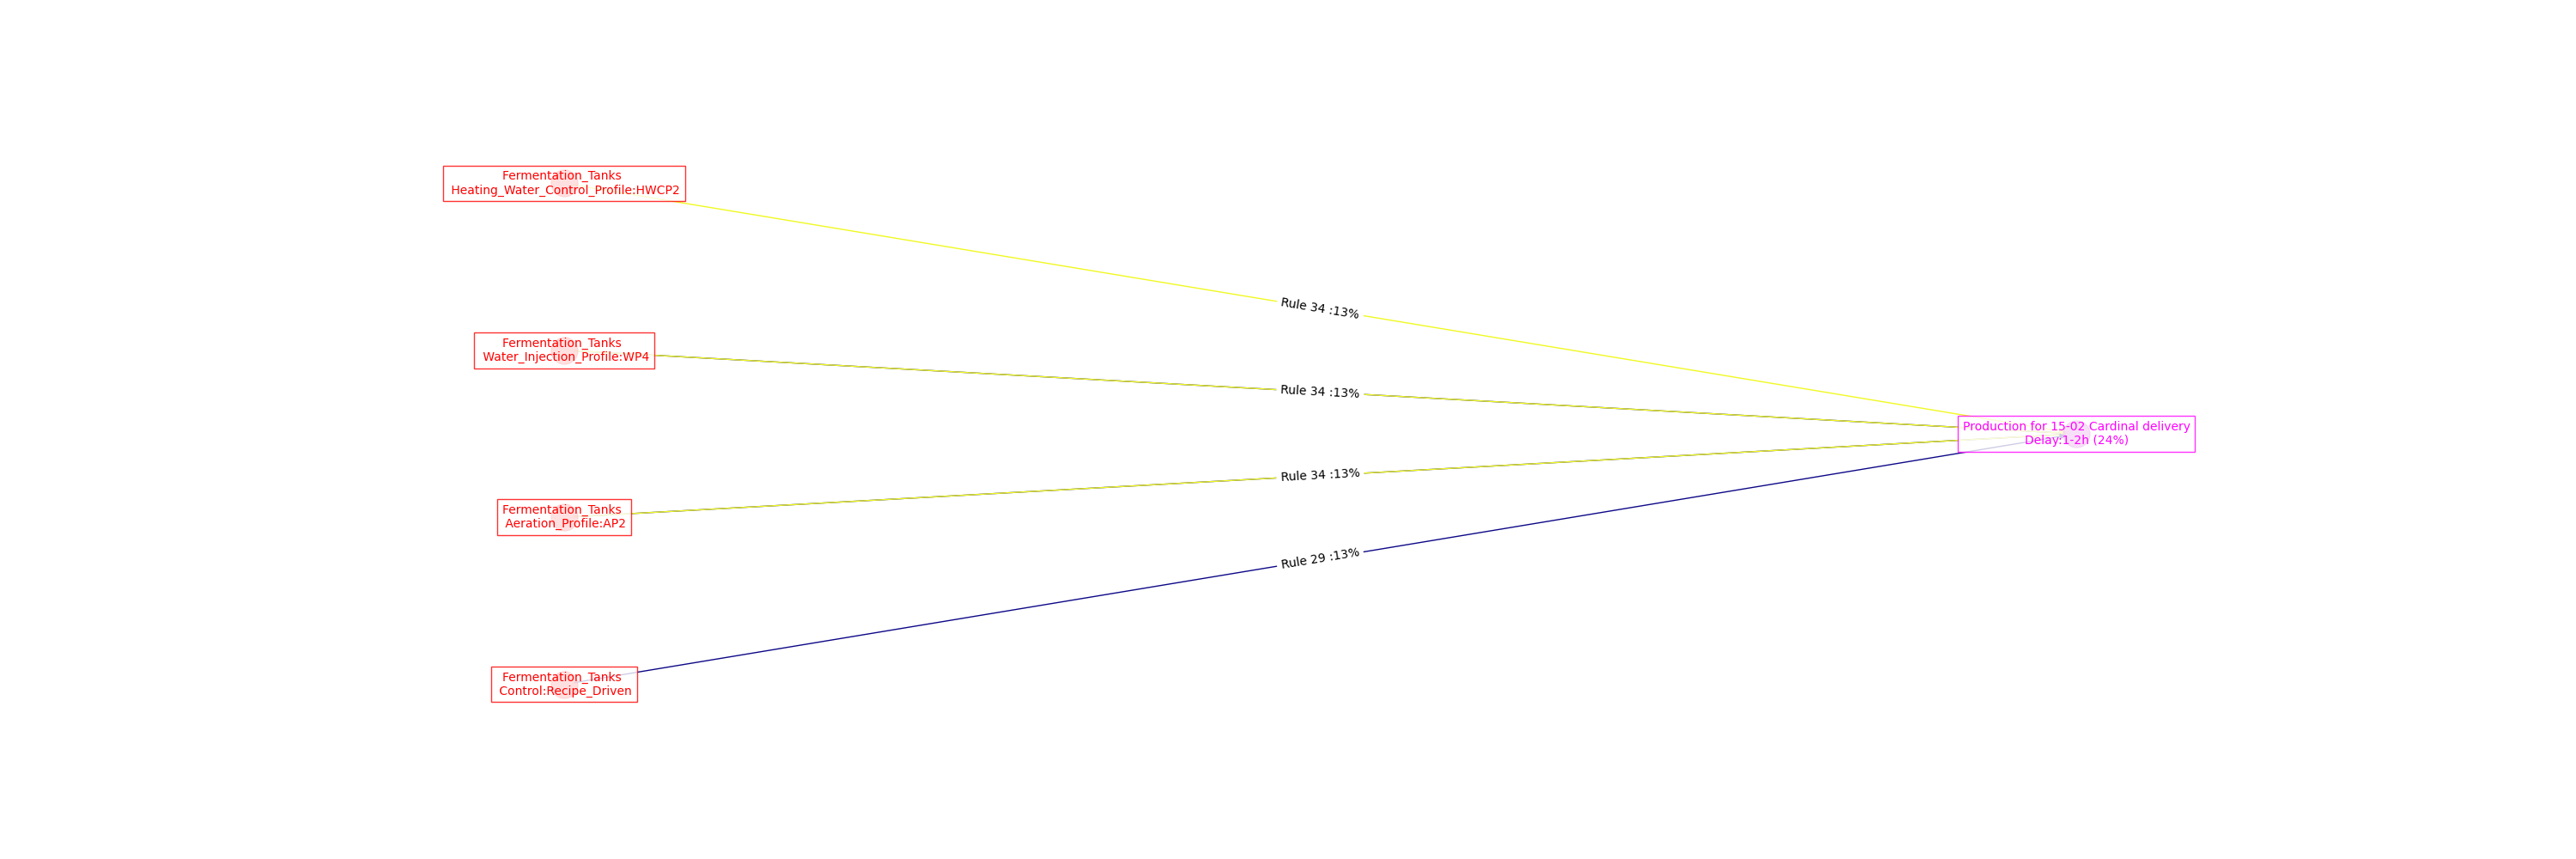 Fermentation_Tanks
Heating_Water_Control_Profile:HWCP2
Rule 34 :13%
Fermentation_Tanks
Water_Injection_Profile:WP4
Rule 34 :13%
Production for 15-02 Cardinal delivery
Delay:1-2h (24%)
Rule 34 :13%
Fermentation_Tanks
Aeration_Profile:AP2
Rule 29 :13%
Fermentation_Tanks
Control:Recipe_Driven